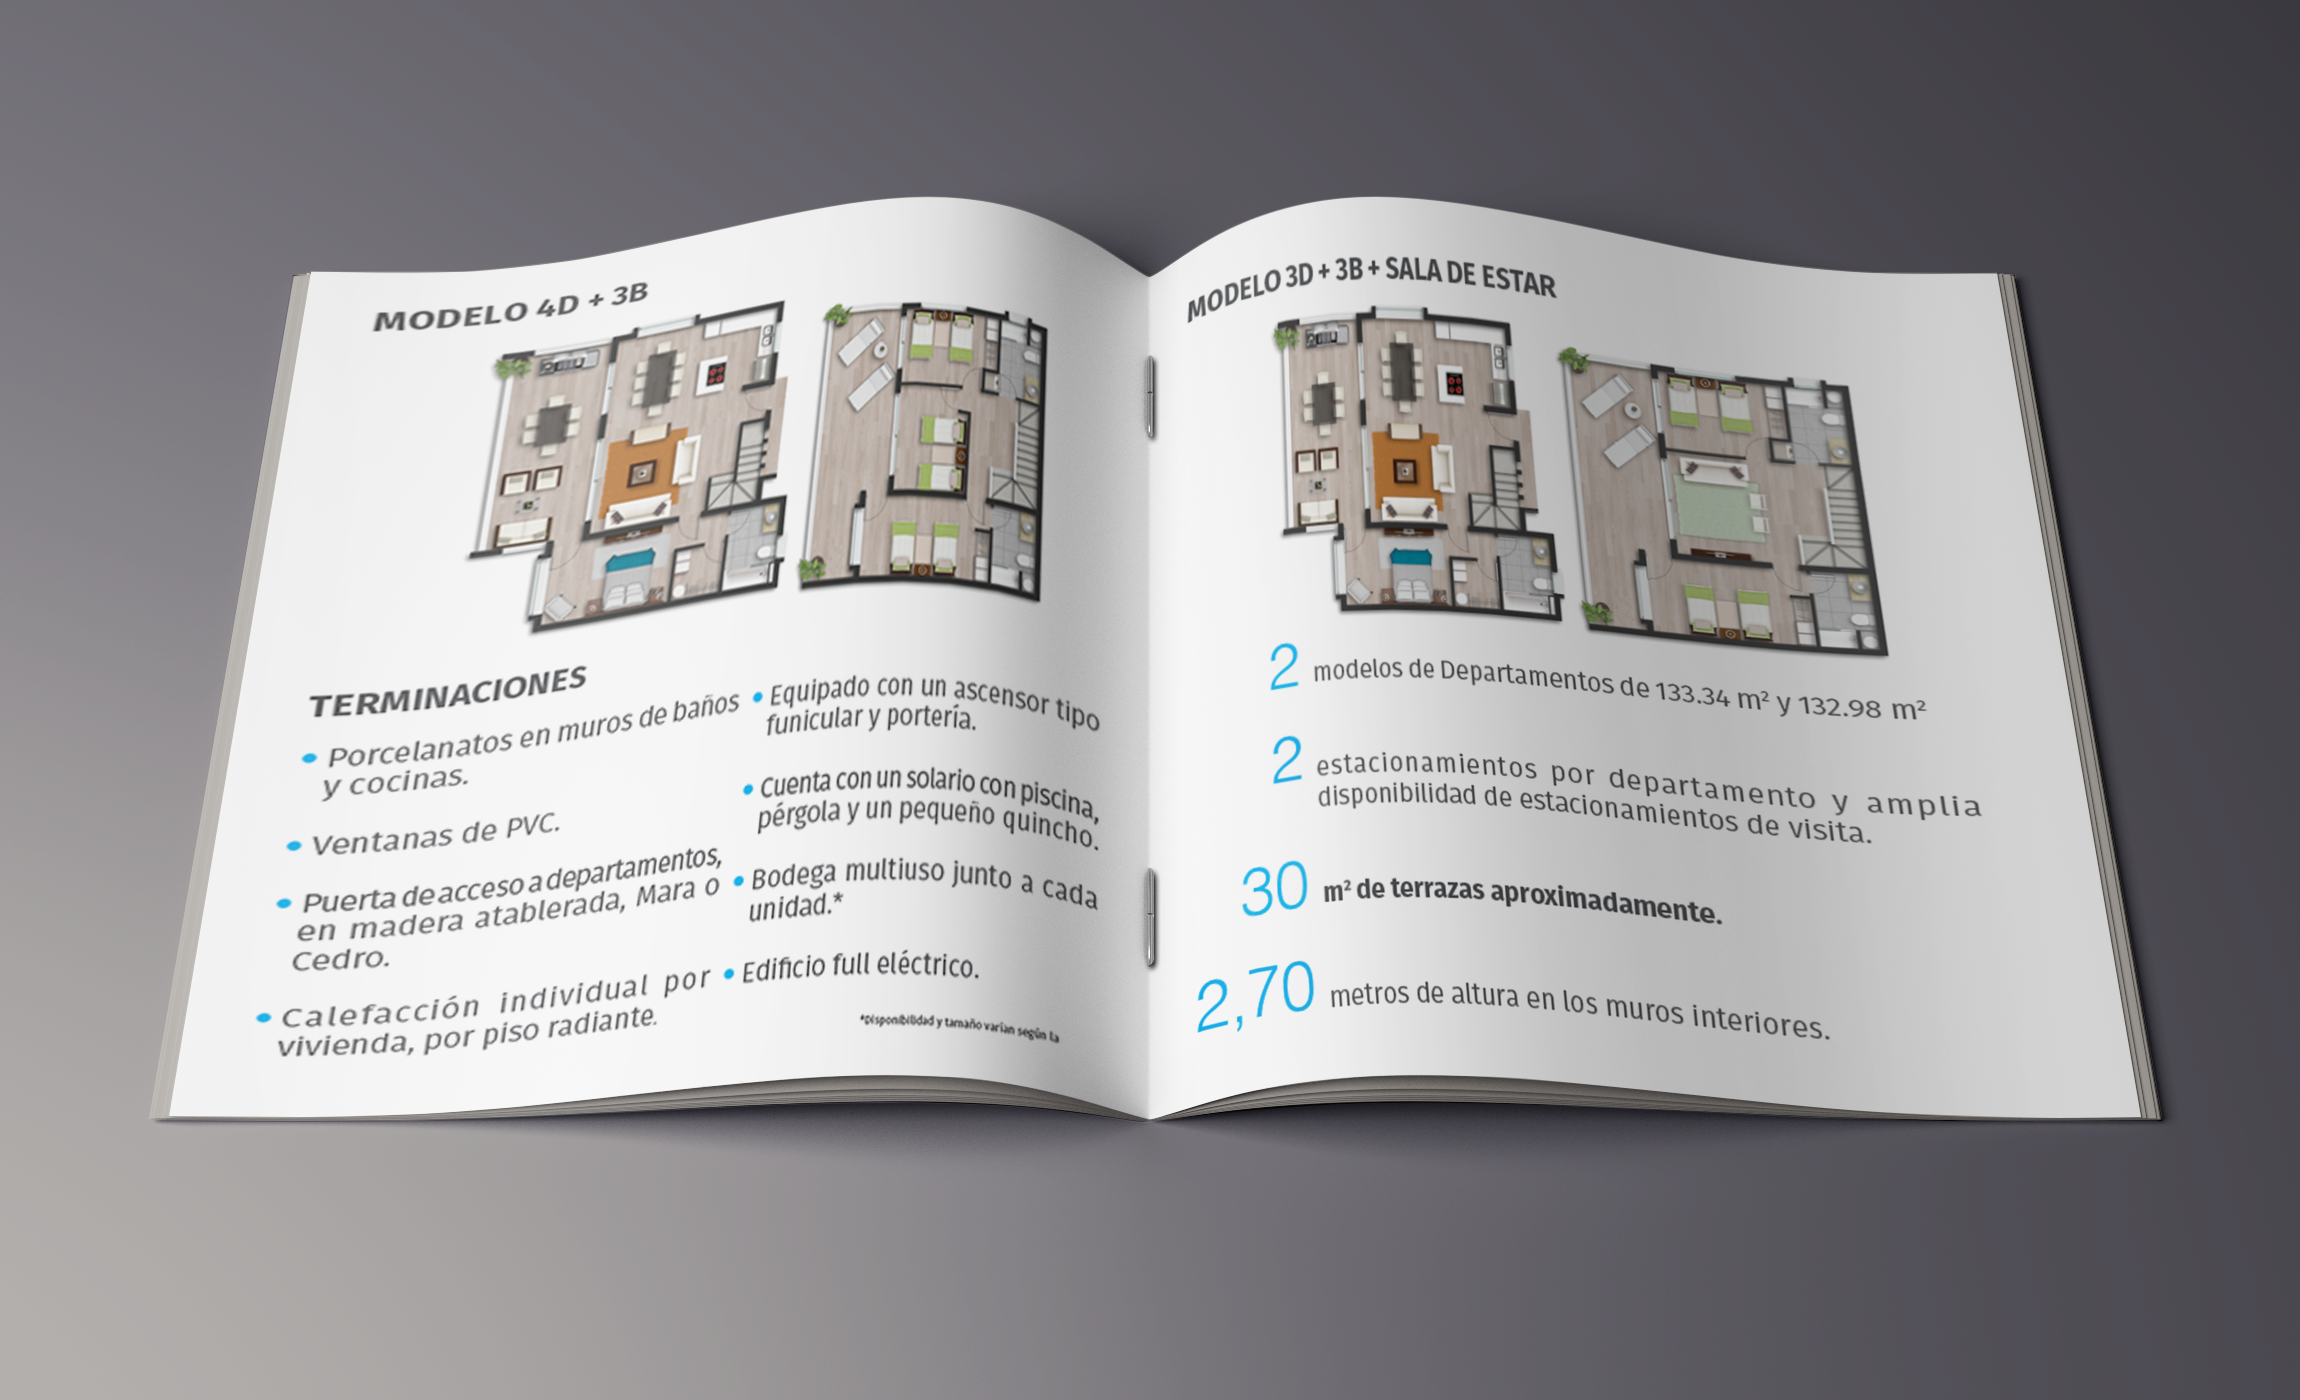 MODELO 4D + 3B
TERMINACIONES
• Porcelanatos en muros de baños
y cocinas.
• Ventanas de PVC.
• Puerta de acceso a departamentos,
en madera atablerada, Mara o
Cedro.
• Calefacción individual por
vivienda, por piso radiante.
• Equipado con un ascensor tipo
funicular y portería.
• Cuenta con un solario con piscina,
pérgola y un pequeño quincho.
• Bodega multiuso junto a cada
unidad.*
• Edificio full eléctrico.
*Disponibilidad y tamaño varían según la
MODELO 3D + 3B + SALA DE ESTAR
2 modelos de Departamentos de 133.34 m² y 132.98 m²
2 estacionamientos por departamento y amplia
disponibilidad de estacionamientos de visita.
30 m² de terrazas aproximadamente.
2,70 metros de altura en los muros interiores.